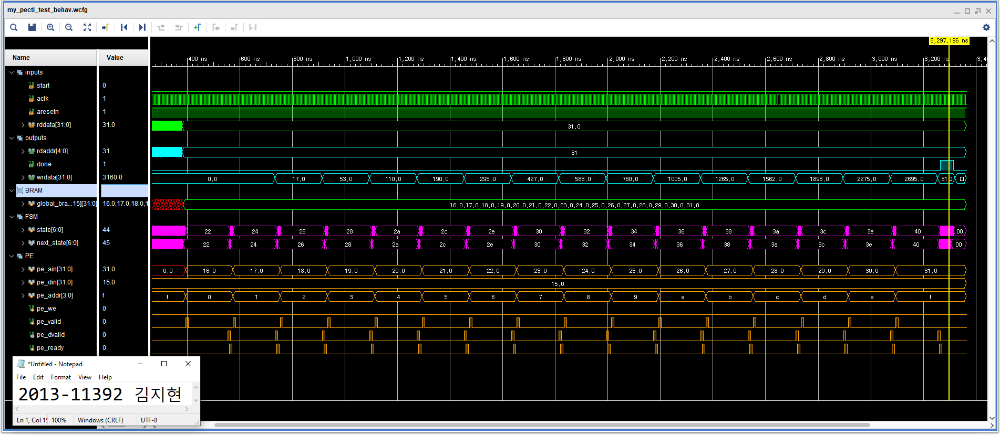 my_pectl_test_behav.wcfg
3,297,196 ns
Name Value
400 ns 600 ns 800 ns 1,000 ns 1,200 ns 1,400 ns 1,600 ns 1,800 ns 2,000 ns 2,200 ns 2,400 ns 2,600 ns 2,800 ns 3,000 ns 3,200 ns
inputs
start 0
aclk 1
aresetn 1
rddata[31:0] 31.0 31.0
outputs
rdaddr[4:0] 31 31
done 1
wrdata[31:0] 3160.0 0.0 17.0 53.0 110.0 190.0 295.0 427.0 588.0 780.0 1005.0 1265.0 1562.0 1898.0 2275.0 2695.0
BRAM
global_bra...15][31:0] 16.0,17.0,18.0,1 16.0,17.0,18.0,19.0,20.0,21.0,22.0,23.0,24.0,25.0,26.0,27.0,28.0,29.0,30.0,31.0
FSM
state[6:0] 44 22 24 26 28 2a 2c 2e 30 32 34 36 38 3a 3c 3e 40 00
next_state[6:0] 45 22 24 26 28 2a 2c 2e 30 32 34 36 38 3a 3c 3e 40 00
PE
pe_ain[31:0] 31.0 0.0 16.0 17.0 18.0 19.0 20.0 21.0 22.0 23.0 24.0 25.0 26.0 27.0 28.0 29.0 30.0 31.0
pe_din[31:0] 15.0 15.0
pe_addr[3:0] f f 0 1 2 3 4 5 6 7 8 9 a b c d e f
pe_we 0
pe_valid 0
pe_dvalid 0
pe_ready 0
*Untitled - Notepad
File Edit Format View Help
2013-11392 김지현
Ln 1, Col 15 100% Windows (CRLF) UTF-8